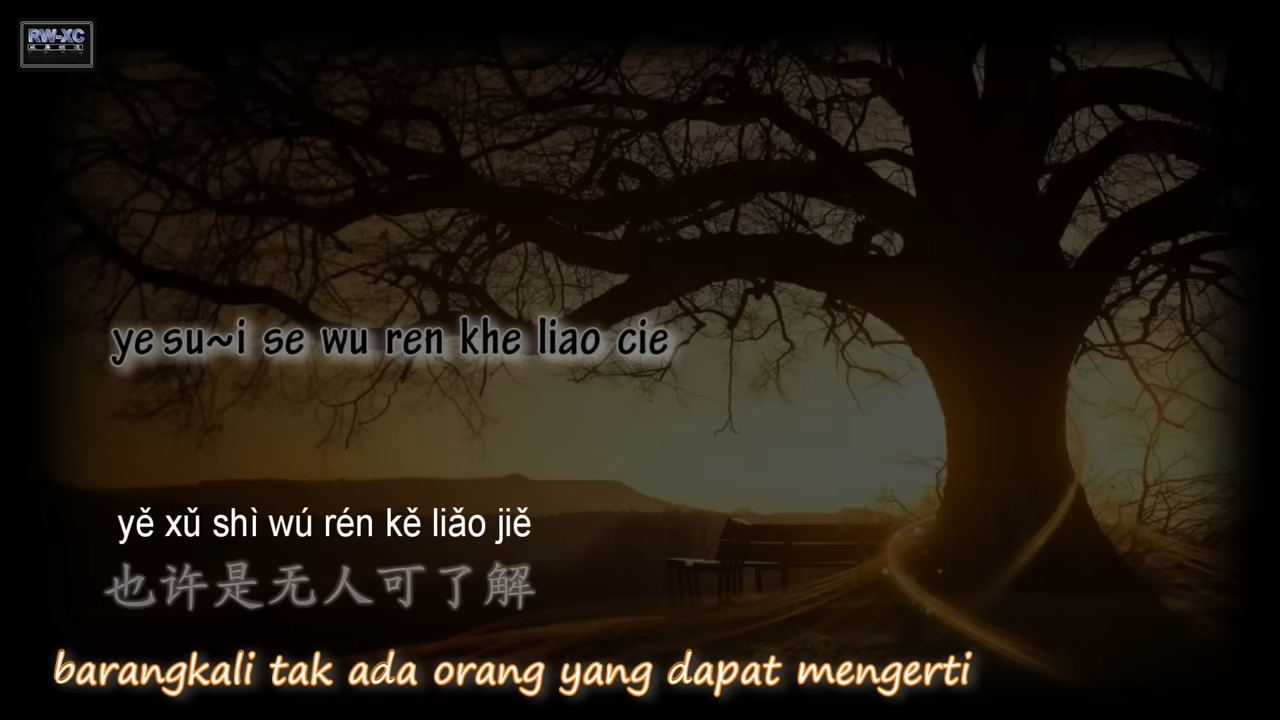 RW-XC
ye su~i se wu ren khe liao cie
yě xǔ shì wú rén kě liǎo jiě
也许是无人可了解
barangkali tak ada orang yang dapat mengerti